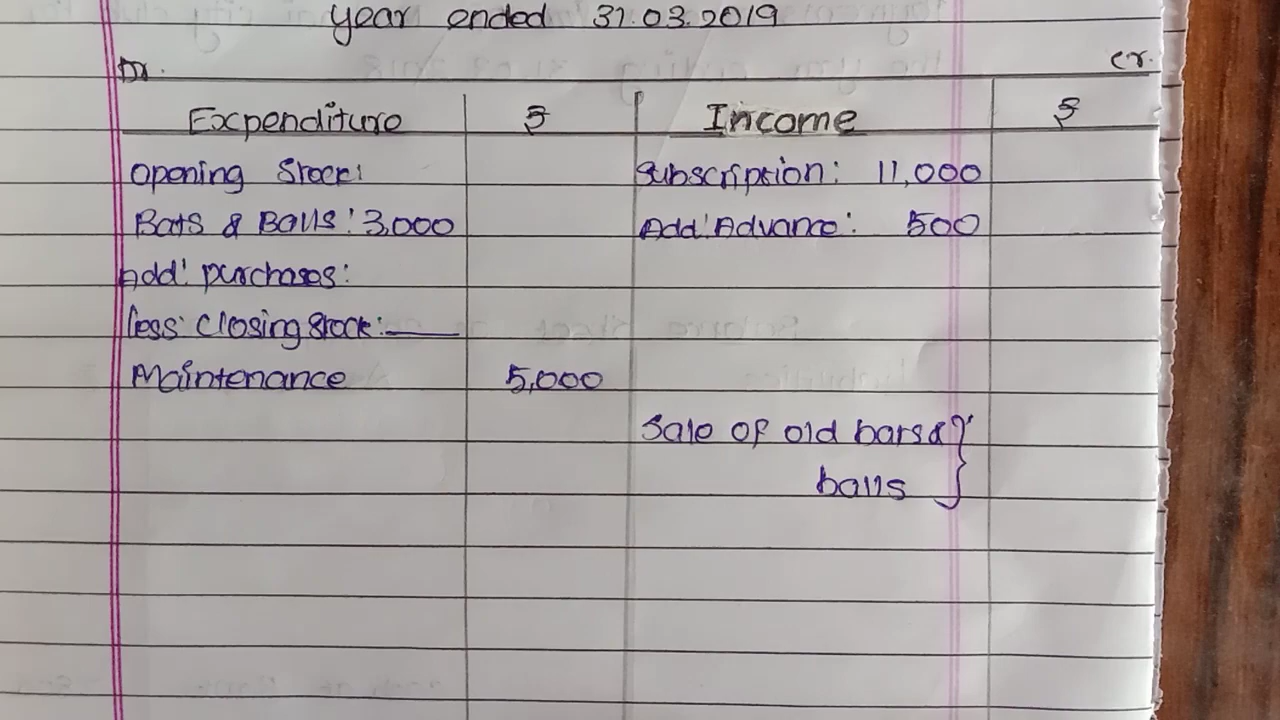 year ended 31.03.2019
Dr. Cr.
Expenditure ₹ Income ₹
Opening Stock: Subscription: 11,000
Bats & Balls: 3,000 Add: Advance: 500
Add: purchases:
less: Closing stock:
Maintenance 5,000
Sale of old bats &
balls